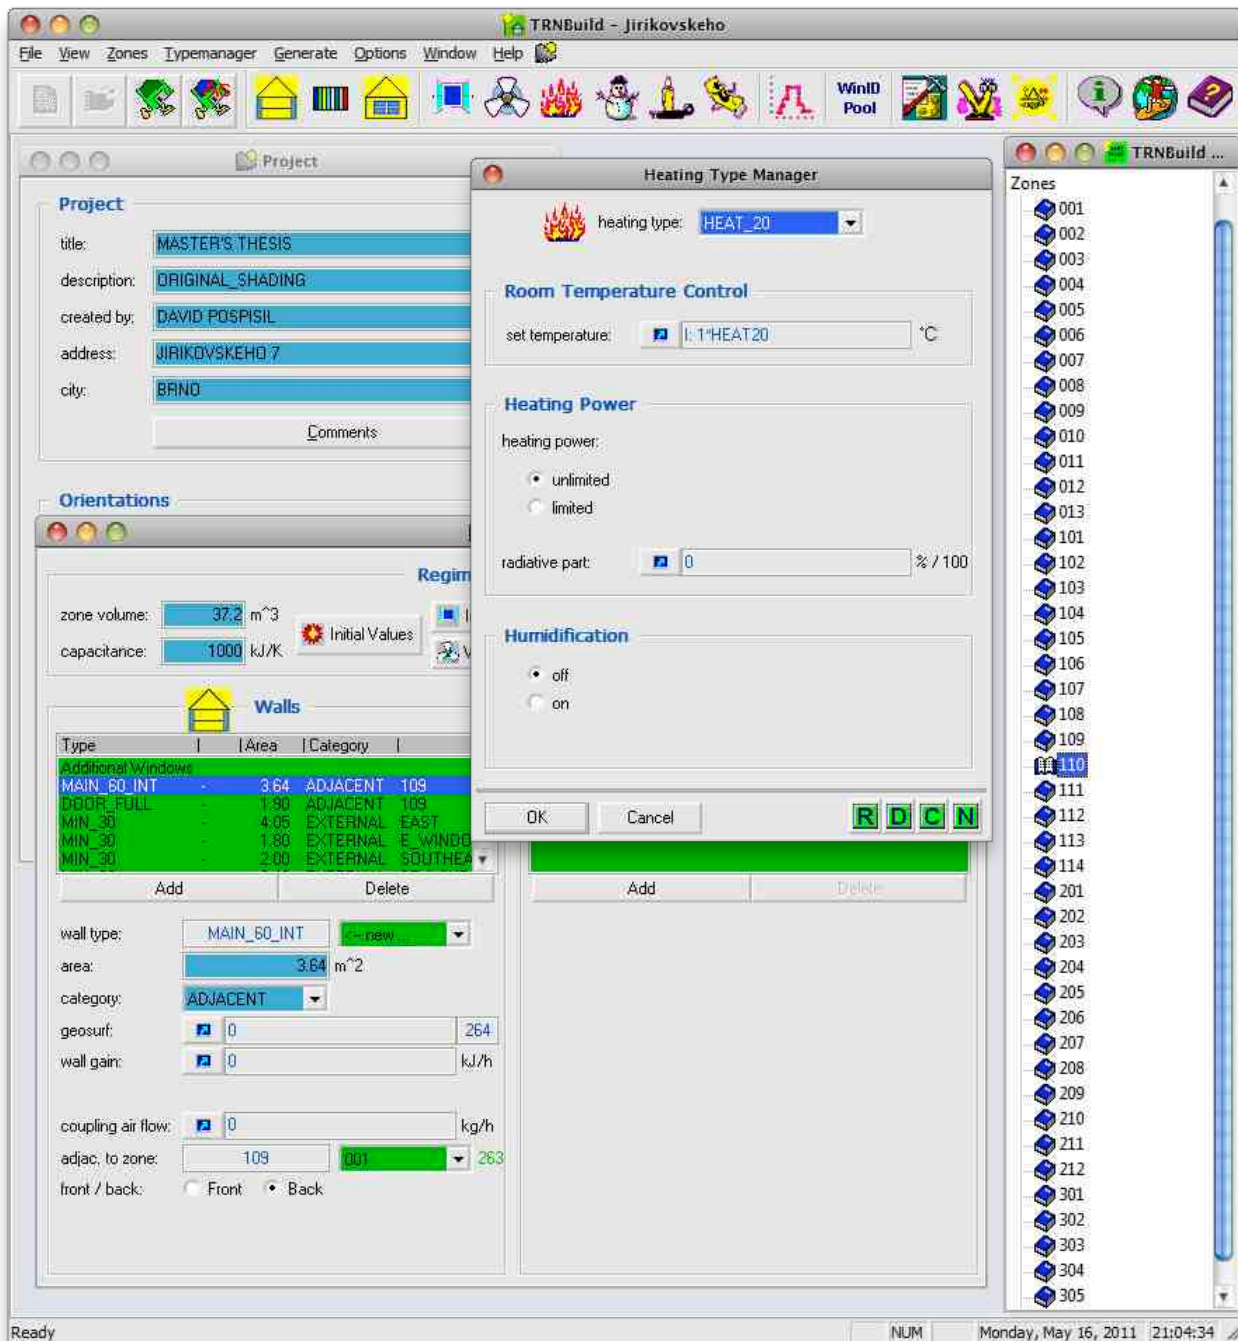 TRNBuild - Jirikovskeho
File View Zones Typemanager Generate Options Window Help
WinID Pool
Project
Project
title: MASTER'S THESIS
description: ORIGINAL_SHADING
created by: DAVID POSPISIL
address: JIRIKOVSKEHO 7
city: BRNO
Comments
Orientations
Regim
zone volume: 37.2 m^3
capacitance: 1000 kJ/K
Initial Values
Walls
Type | | Area | Category |
Additional Windows
MAIN_60_INT - 3.64 ADJACENT 109
DOOR_FULL - 1.90 ADJACENT 109
MIN_30 - 4.05 EXTERNAL EAST
MIN_30 - 1.80 EXTERNAL E_WINDO
MIN_30 - 2.00 EXTERNAL SOUTHEA
Add Delete
wall type: MAIN_60_INT <-- new ...
area: 3.64 m^2
category: ADJACENT
geosurf: 0 264
wall gain: 0 kJ/h
coupling air flow: 0 kg/h
adjac. to zone: 109 001 263
front / back: Front Back
Add Delete
Heating Type Manager
heating type: HEAT_20
Room Temperature Control
set temperature: I: 1*HEAT20 °C
Heating Power
heating power:
unlimited
limited
radiative part: 0 % / 100
Humidification
off
on
OK Cancel R D C N
TRNBuild ...
Zones
001
002
003
004
005
006
007
008
009
010
011
012
013
101
102
103
104
105
106
107
108
109
110
111
112
113
114
201
202
203
204
205
206
207
208
209
210
211
212
301
302
303
304
305
Ready NUM Monday, May 16, 2011 21:04:34